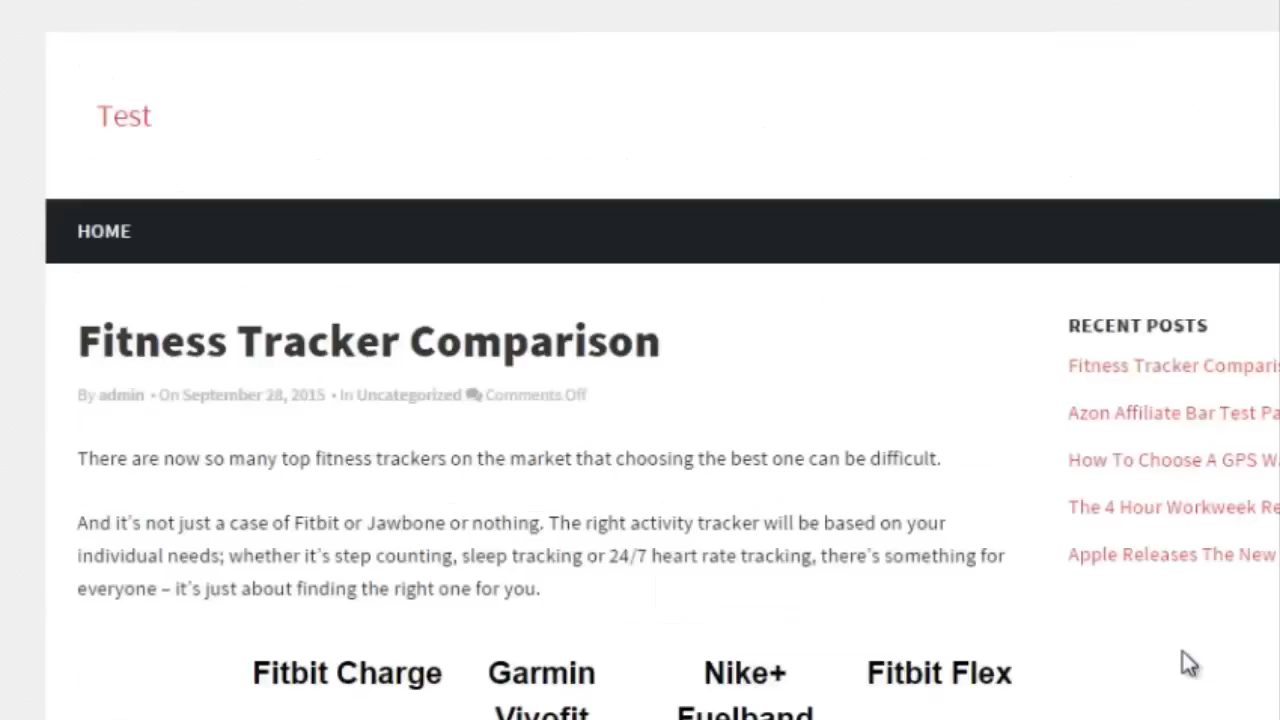 Test
HOME
Fitness Tracker Comparison
By admin • On September 28, 2015 • In Uncategorized Comments Off
There are now so many top fitness trackers on the market that choosing the best one can be difficult.
And it's not just a case of Fitbit or Jawbone or nothing. The right activity tracker will be based on your
individual needs; whether it's step counting, sleep tracking or 24/7 heart rate tracking, there's something for
everyone – it's just about finding the right one for you.
Fitbit Charge Garmin Nike+ Fitbit Flex
Vivofit Fuelband
RECENT POSTS
Fitness Tracker
Azon Affiliate Bar Test
How To Choose A GPS
The 4 Hour Workweek
Apple Releases The New